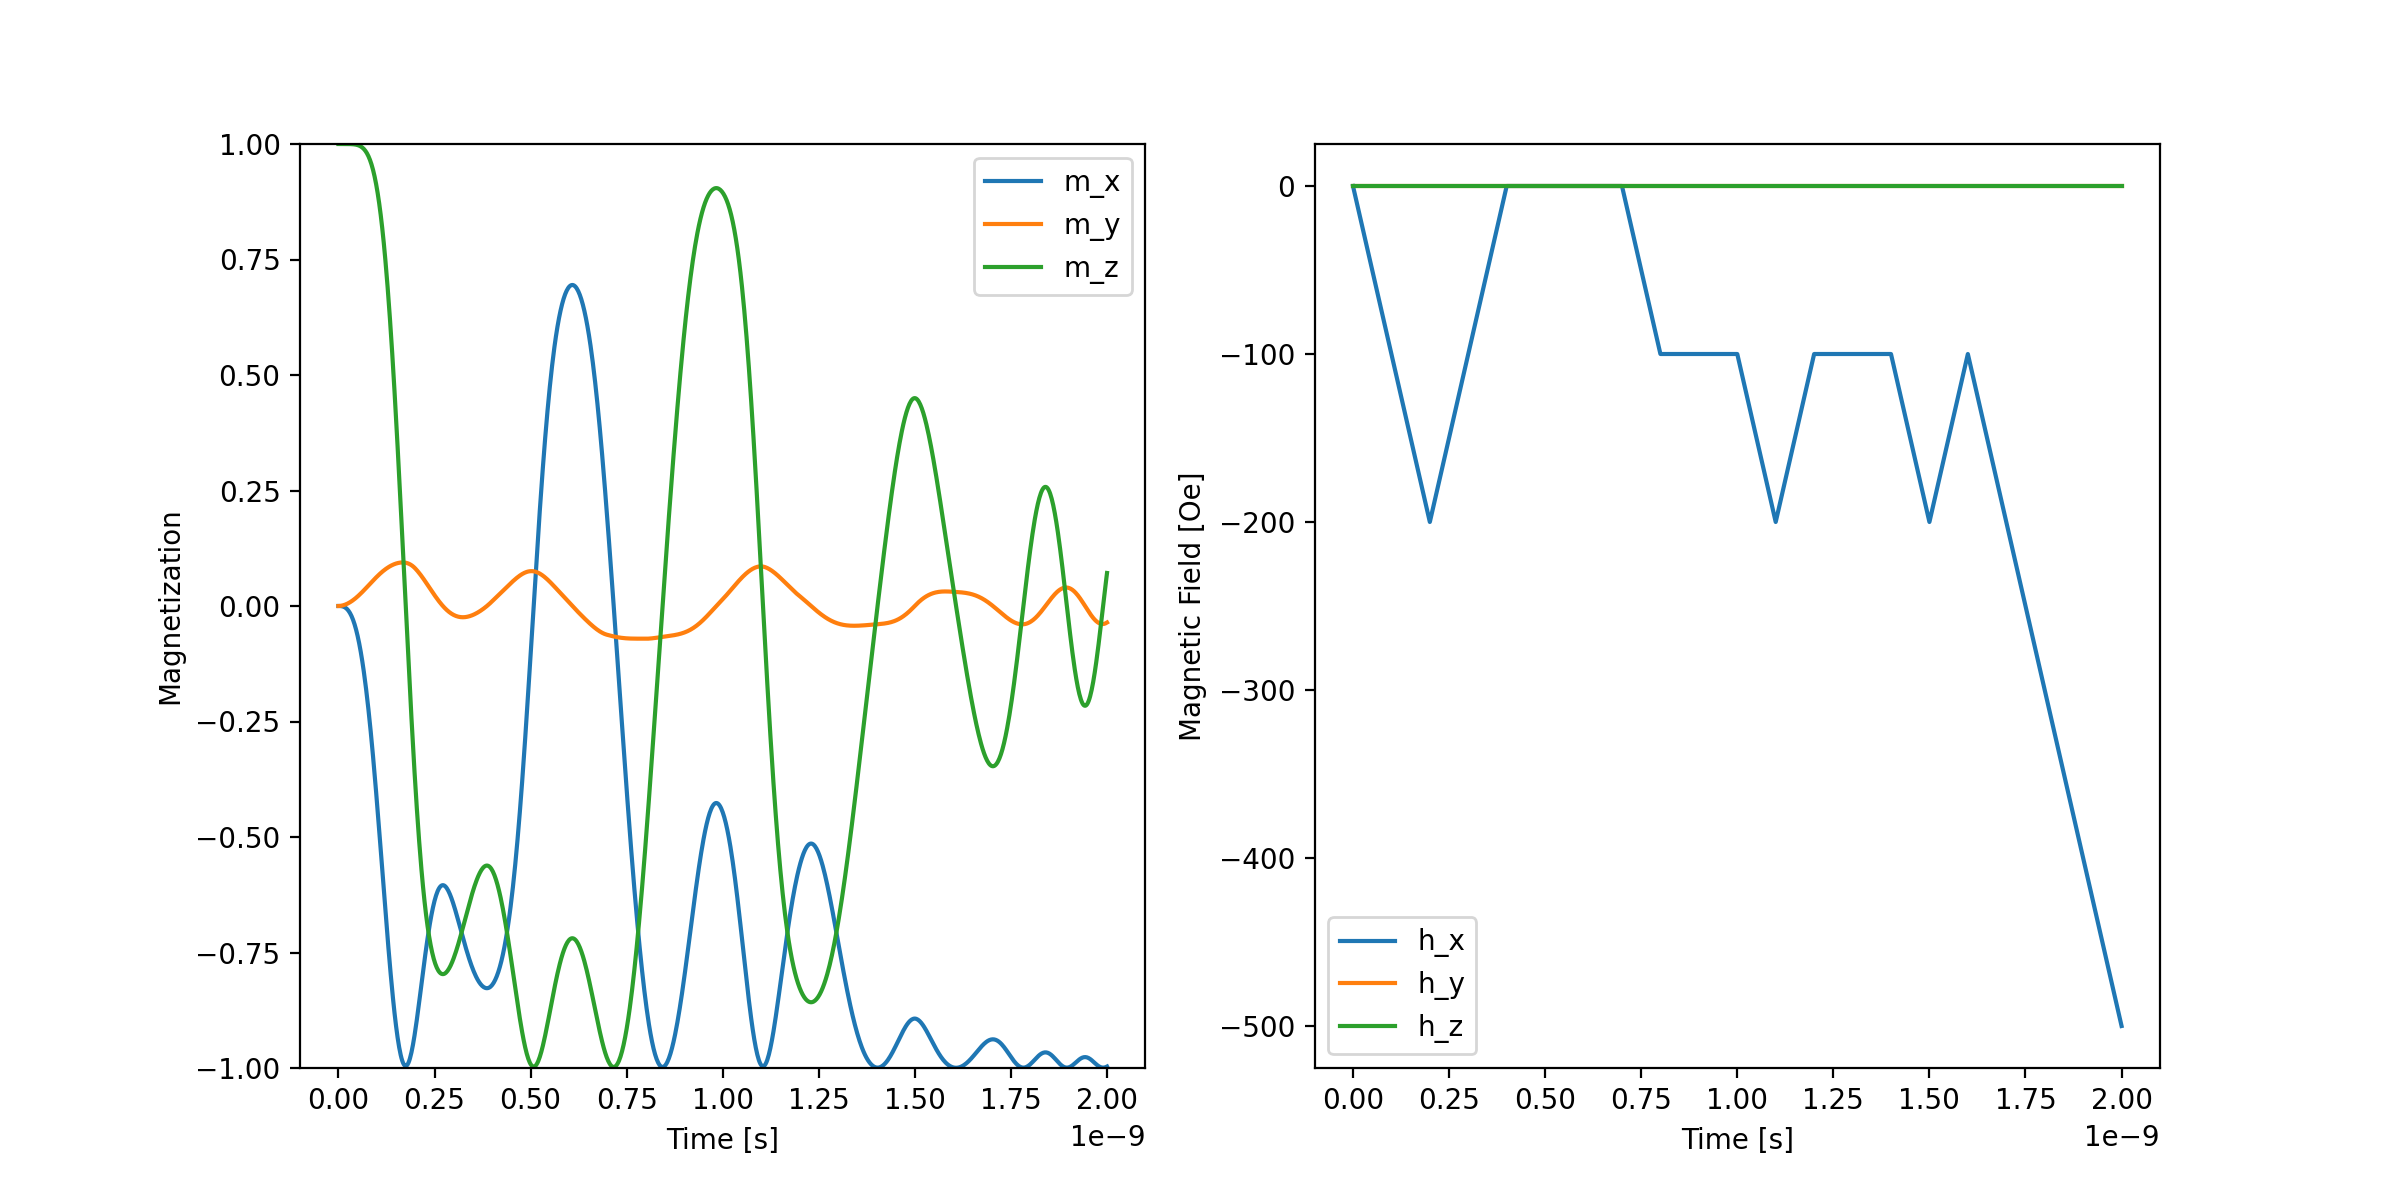 1.00
0.75
0.50
0.25
0.00
−0.25
−0.50
−0.75
−1.00
Magnetization
m_x
m_y
m_z
0.00 0.25 0.50 0.75 1.00 1.25 1.50 1.75 2.00
Time [s]
1e−9
0
−100
−200
−300
−400
−500
Magnetic Field [Oe]
h_x
h_y
h_z
0.00 0.25 0.50 0.75 1.00 1.25 1.50 1.75 2.00
Time [s]
1e−9